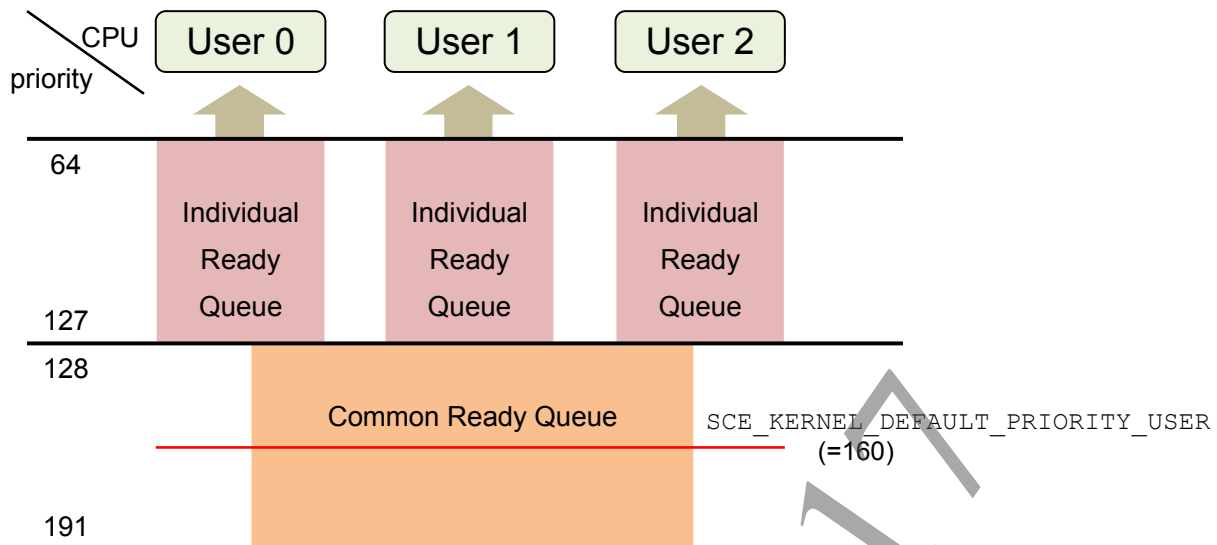 CPU
priority
User 0
User 1
User 2
64
Individual
Ready
Queue
Individual
Ready
Queue
Individual
Ready
Queue
127
128
Common Ready Queue
SCE_KERNEL_DEFAULT_PRIORITY_USER
(=160)
191